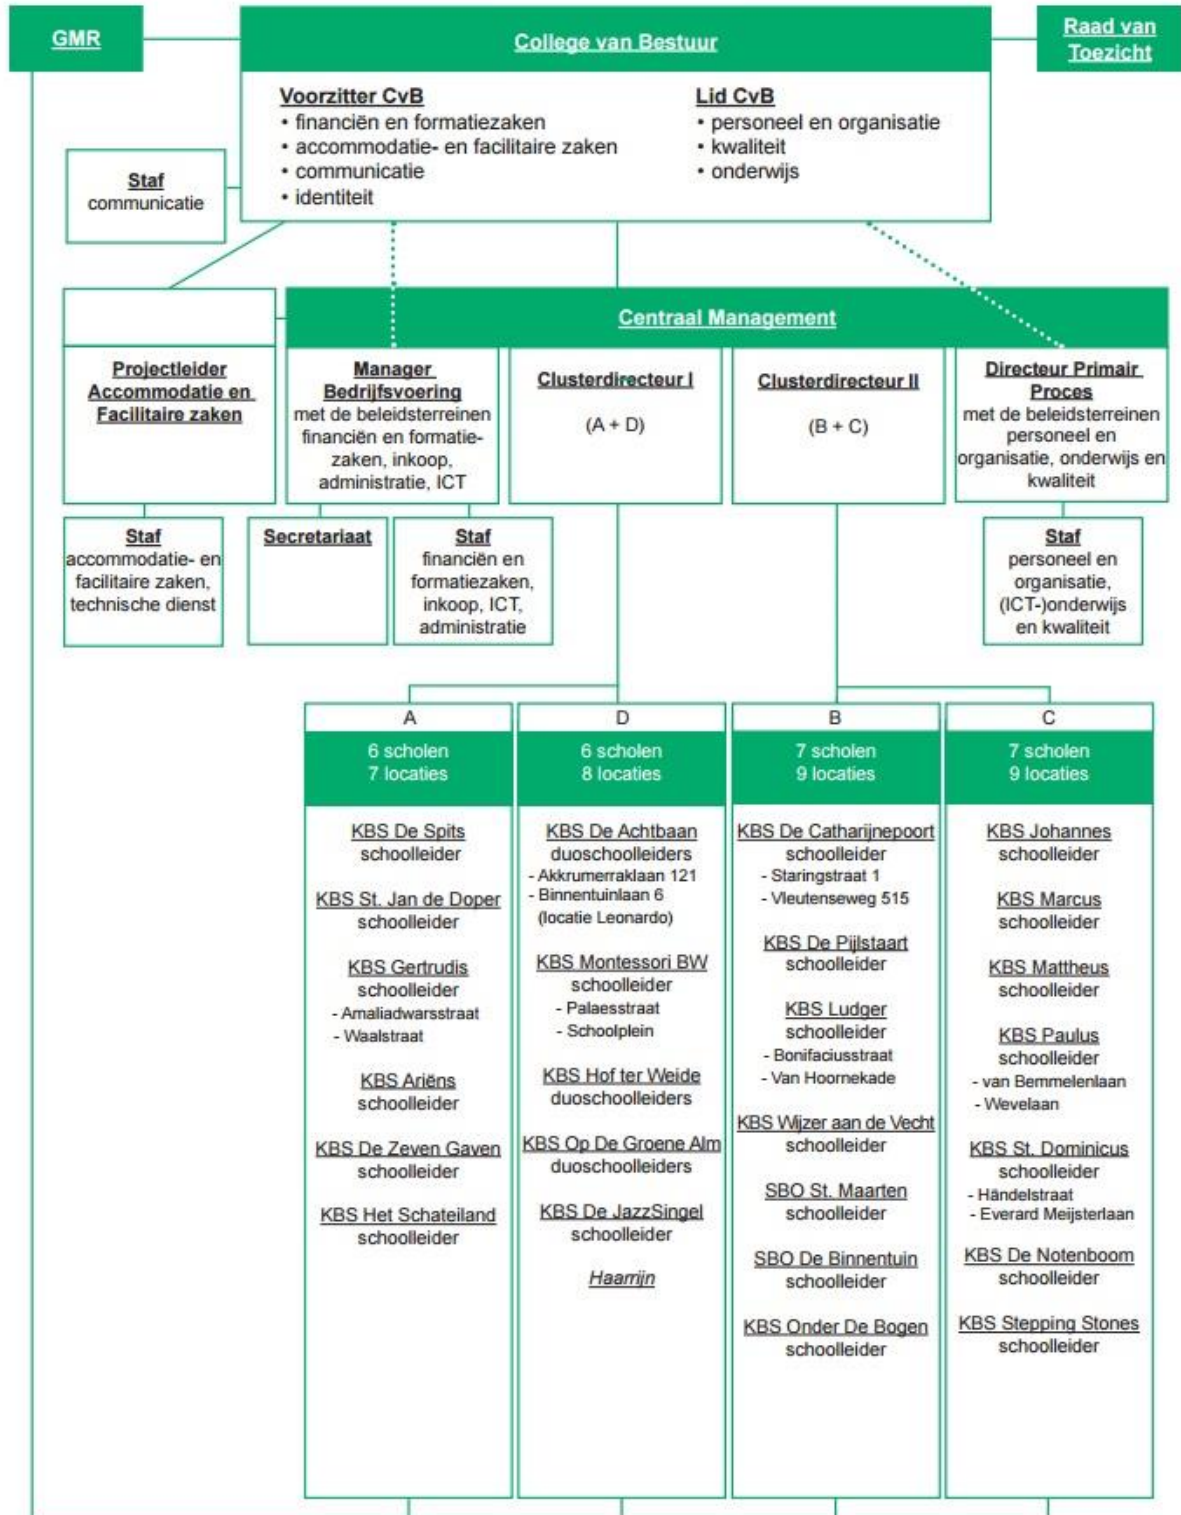 GMR
College van Bestuur
Raad van
Toezicht
Voorzitter CvB
• financiën en formatiezaken
• accommodatie- en facilitaire zaken
• communicatie
• identiteit
Lid CvB
• personeel en organisatie
• kwaliteit
• onderwijs
Staf
communicatie
Centraal Management
Projectleider
Accommodatie en
Facilitaire zaken
Manager
Bedrijfsvoering
met de beleidsterreinen
financiën en formatie-
zaken, inkoop,
administratie, ICT
Clusterdirecteur I
(A + D)
Clusterdirecteur II
(B + C)
Directeur Primair
Proces
met de beleidsterreinen
personeel en
organisatie, onderwijs en
kwaliteit
Staf
accommodatie- en
facilitaire zaken,
technische dienst
Secretariaat
Staf
financiën en
formatiezaken,
inkoop, ICT,
administratie
Staf
personeel en
organisatie,
(ICT-)onderwijs
en kwaliteit
A
6 scholen
7 locaties
KBS De Spits
schoolleider
KBS St. Jan de Doper
schoolleider
KBS Gertrudis
schoolleider
- Amaliadwarsstraat
- Waalstraat
KBS Ariëns
schoolleider
KBS De Zeven Gaven
schoolleider
KBS Het Schateiland
schoolleider
D
6 scholen
8 locaties
KBS De Achtbaan
duoschoolleiders
- Akkrumerraklaan 121
- Binnentuinlaan 6
(locatie Leonardo)
KBS Montessori BW
schoolleider
- Palaesstraat
- Schoolplein
KBS Hof ter Weide
duoschoolleiders
KBS Op De Groene Alm
duoschoolleiders
KBS De JazzSingel
schoolleider
Haarrijn
B
7 scholen
9 locaties
KBS De Catharijnepoort
schoolleider
- Staringstraat 1
- Vleutenseweg 515
KBS De Pijlstaart
schoolleider
KBS Ludger
schoolleider
- Bonifaciusstraat
- Van Hoornekade
KBS Wijzer aan de Vecht
schoolleider
SBO St. Maarten
schoolleider
SBO De Binnentuin
schoolleider
KBS Onder De Bogen
schoolleider
C
7 scholen
9 locaties
KBS Johannes
schoolleider
KBS Marcus
schoolleider
KBS Mattheus
schoolleider
KBS Paulus
schoolleider
- van Bemmelenlaan
- Wevelaan
KBS St. Dominicus
schoolleider
- Händelstraat
- Everard Meijsterlaan
KBS De Notenboom
schoolleider
KBS Stepping Stones
schoolleider